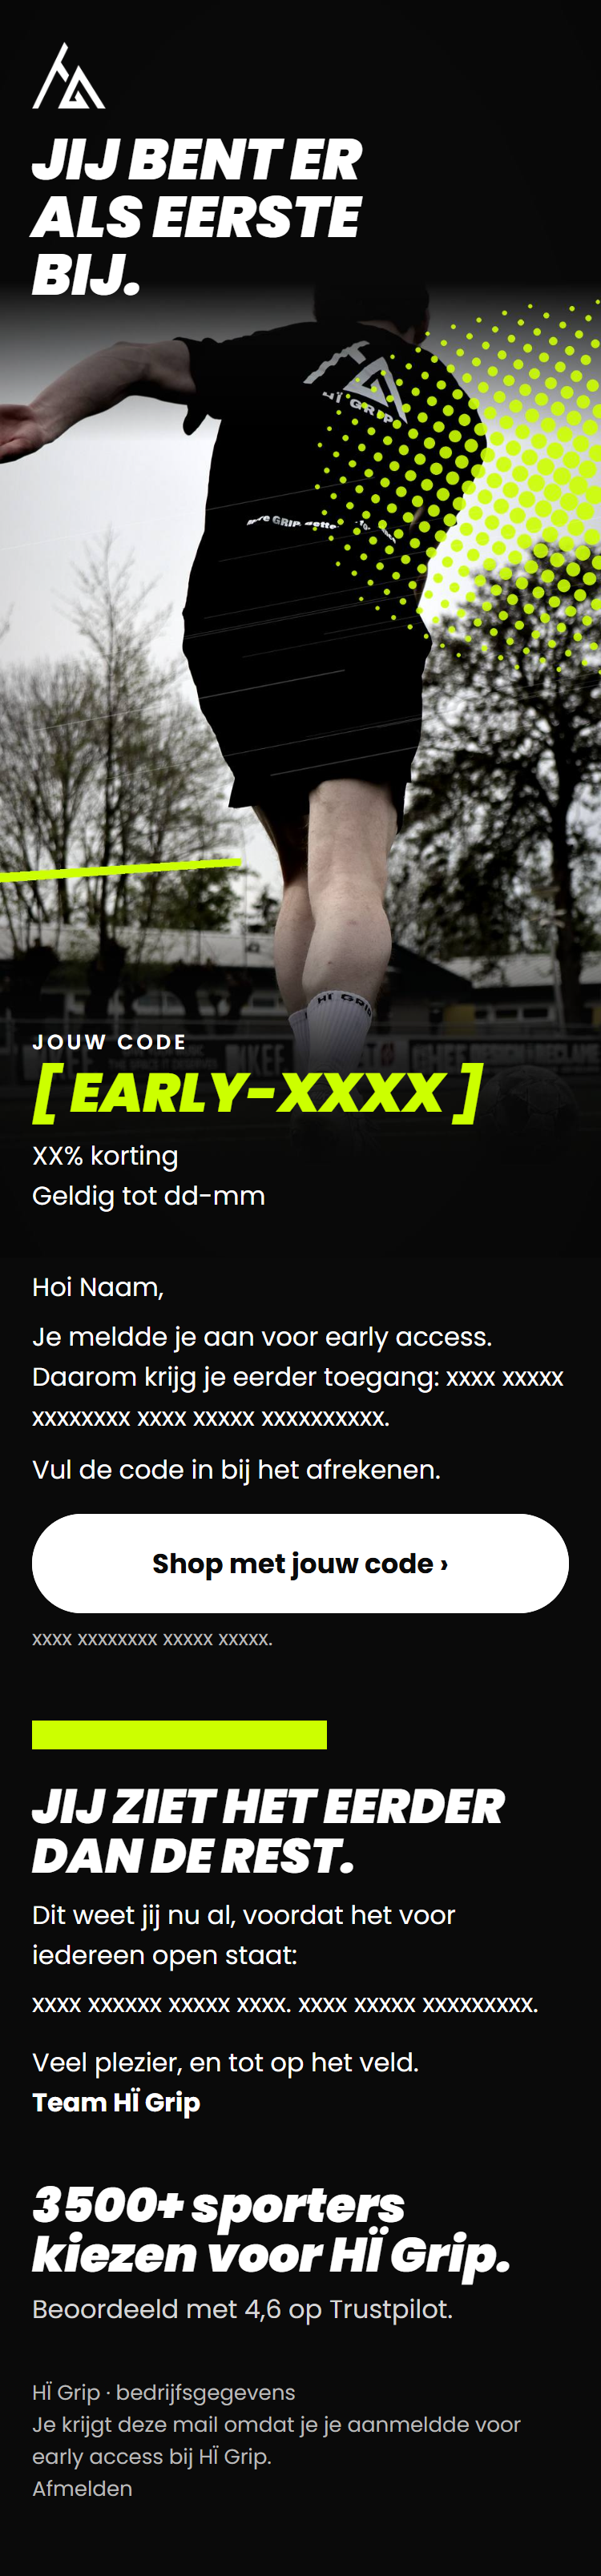 JIJ BENT ER
ALS EERSTE
BIJ.
HÏ GRIP
HÏ GRIP
JOUW CODE
[ EARLY-XXXX ]
XX% korting
Geldig tot dd-mm
Hoi Naam,
Je meldde je aan voor early access.
Daarom krijg je eerder toegang: xxxx xxxxx
xxxxxxxx xxxx xxxxx xxxxxxxxxx.
Vul de code in bij het afrekenen.
Shop met jouw code ›
xxxx xxxxxxxx xxxxx xxxxx.
JIJ ZIET HET EERDER
DAN DE REST.
Dit weet jij nu al, voordat het voor
iedereen open staat:
xxxx xxxxxx xxxxx xxxx. xxxx xxxxx xxxxxxxxx.
Veel plezier, en tot op het veld.
Team HÏ Grip
3500+ sporters
kiezen voor HÏ Grip.
Beoordeeld met 4,6 op Trustpilot.
HÏ Grip · bedrijfsgegevens
Je krijgt deze mail omdat je je aanmeldde voor
early access bij HÏ Grip.
Afmelden